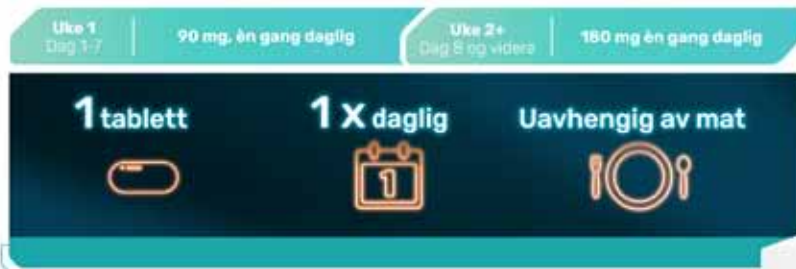 Uke 1
Dag 1-7
90 mg, èn gang daglig
Uke 2+
Dag 8 og videre
180 mg èn gang daglig
1 tablett
1 x daglig
1
Uavhengig av mat